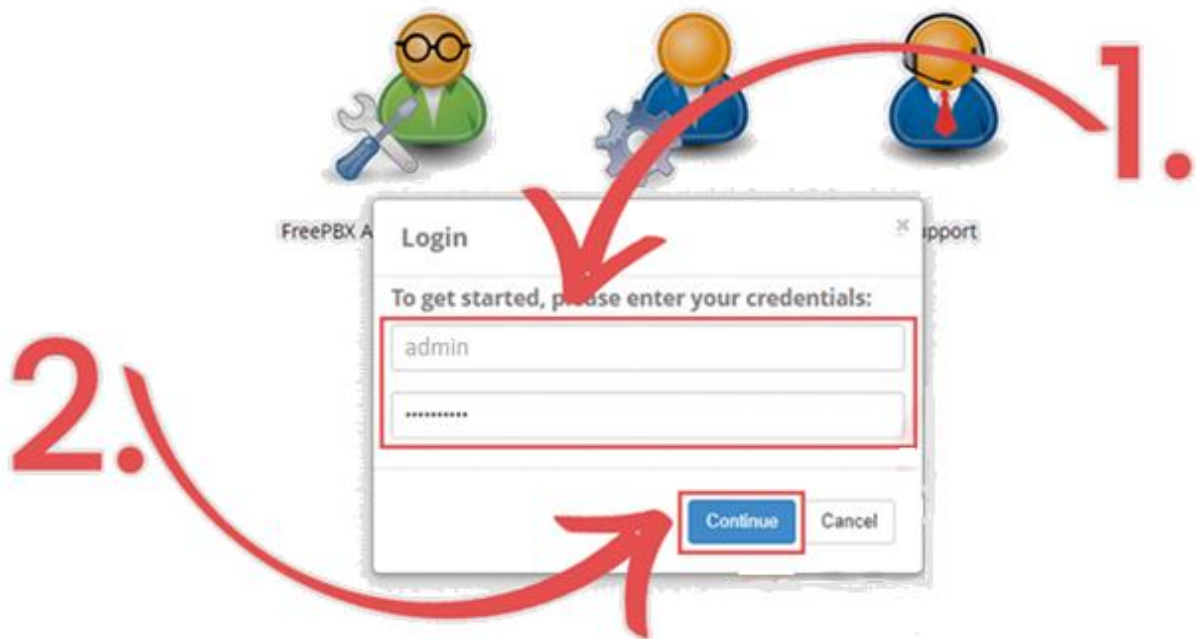 1.
FreePBX A
upport
Login
×
To get started, please enter your credentials:
admin
••••••••••
2.
Continue
Cancel